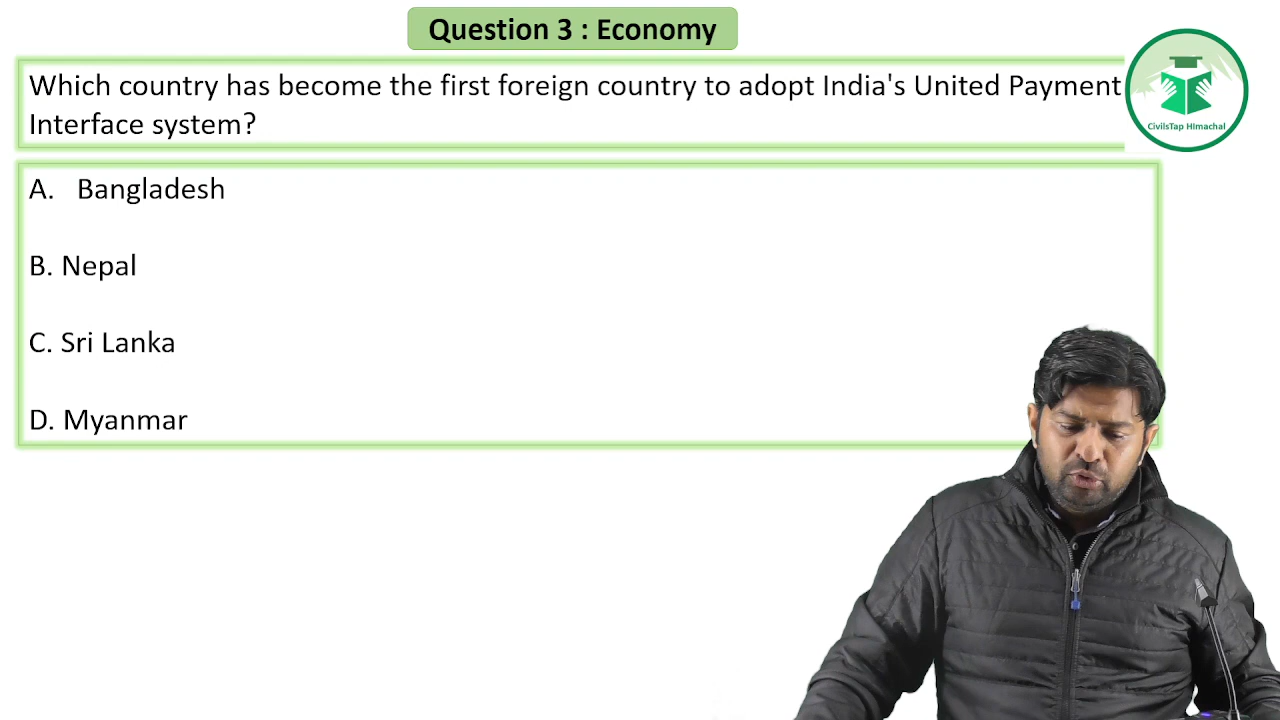 Question 3 : Economy
Which country has become the first foreign country to adopt India's United Payment
Interface system?
CivilsTap HImachal
A. Bangladesh
B. Nepal
C. Sri Lanka
D. Myanmar